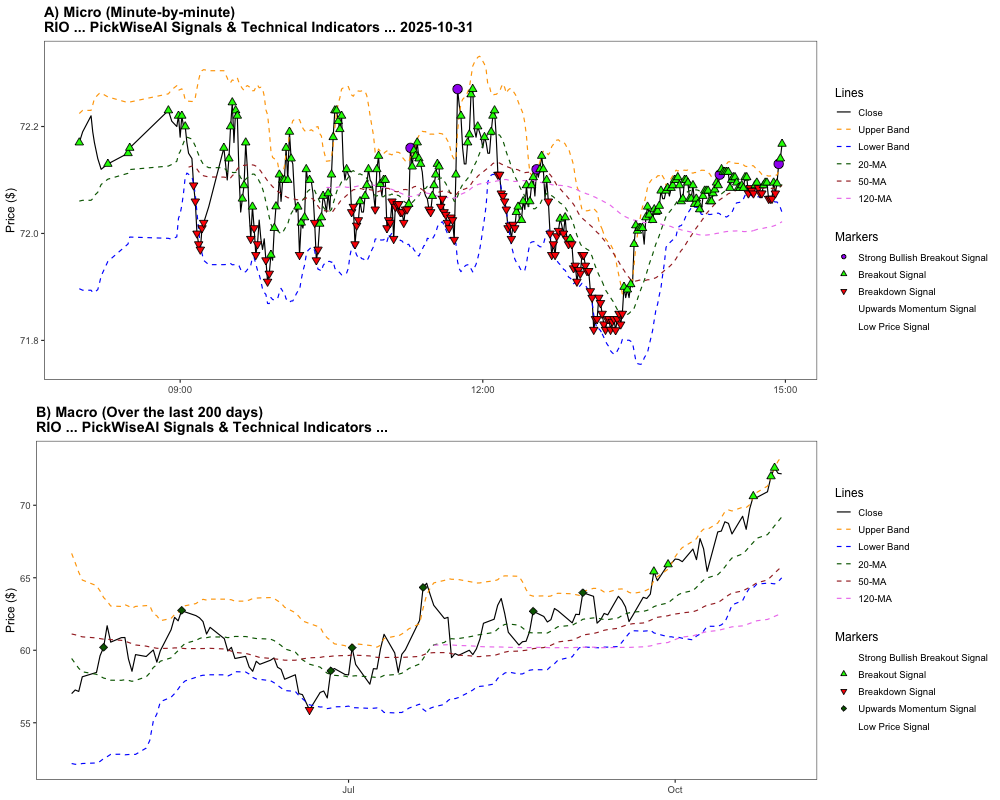 A) Micro (Minute-by-minute)
RIO ... PickWiseAI Signals & Technical Indicators ... 2025-10-31
Price ($)
72.2
72.0
71.8
09:00
12:00
15:00
Lines
Close
Upper Band
Lower Band
20-MA
50-MA
120-MA
Markers
Strong Bullish Breakout Signal
Breakout Signal
Breakdown Signal
Upwards Momentum Signal
Low Price Signal
B) Macro (Over the last 200 days)
RIO ... PickWiseAI Signals & Technical Indicators ...
Price ($)
70
65
60
55
Jul
Oct
Lines
Close
Upper Band
Lower Band
20-MA
50-MA
120-MA
Markers
Strong Bullish Breakout Signal
Breakout Signal
Breakdown Signal
Upwards Momentum Signal
Low Price Signal